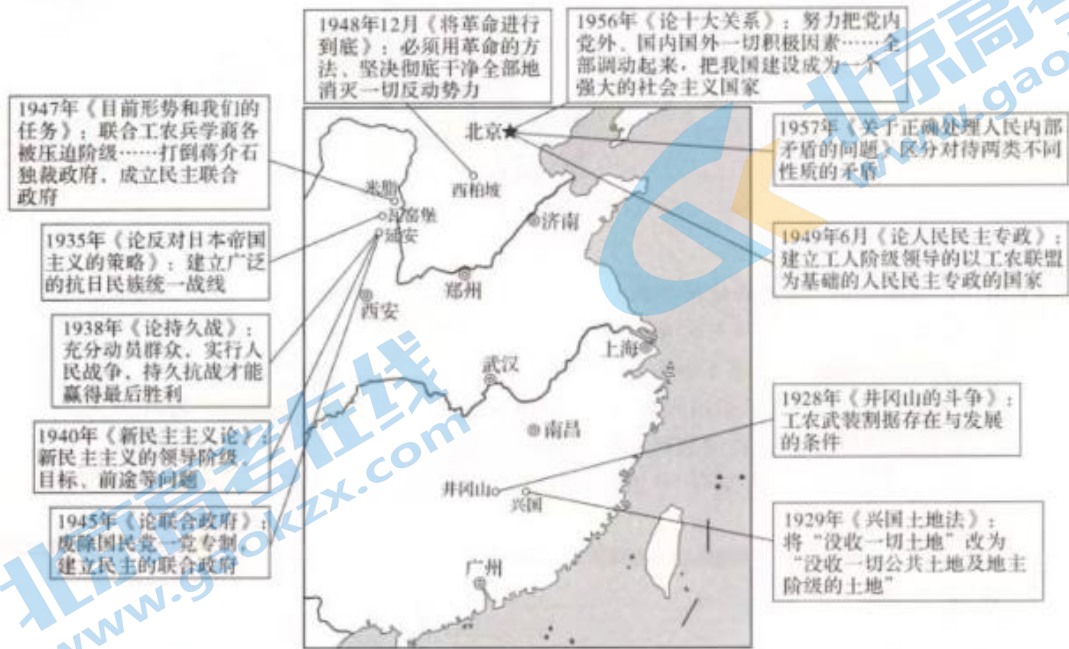 1948年12月《将革命进行
到底》：必须用革命的方
法、坚决彻底干净全部地
消灭一切反动势力
1956年《论十大关系》：努力把党内
党外、国内国外一切积极因素……全
部调动起来，把我国建设成为一个
强大的社会主义国家
1947年《目前形势和我们的
任务》：联合工农兵学商各
被压迫阶级……打倒蒋介石
独裁政府，成立民主联合
政府
1957年《关于正确处理人民内部
矛盾的问题》区分对待两类不同
性质的矛盾
1935年《论反对日本帝国
主义的策略》：建立广泛
的抗日民族统一战线
1949年6月《论人民民主专政》：
建立工人阶级领导的以工农联盟
为基础的人民民主专政的国家
1938年《论持久战》：
充分动员群众、实行人
民战争、持久抗战才能
赢得最后胜利
1928年《井冈山的斗争》：
工农武装割据存在与发展
的条件
1940年《新民主主义论》：
新民主主义的领导阶级、
目标、前途等问题
1945年《论联合政府》：
废除国民党一党专制，
建立民主的联合政府
1929年《兴国土地法》：
将“没收一切土地”改为
“没收一切公共土地及地主
阶级的土地”
北京
西柏坡
米脂
瓦窑堡
延安
济南
郑州
西安
上海
武汉
南昌
井冈山
兴国
广州
北京高考在线
www.gaokzx.com
北京高考在线
www.gaokzx.com
北京高考
www.gao